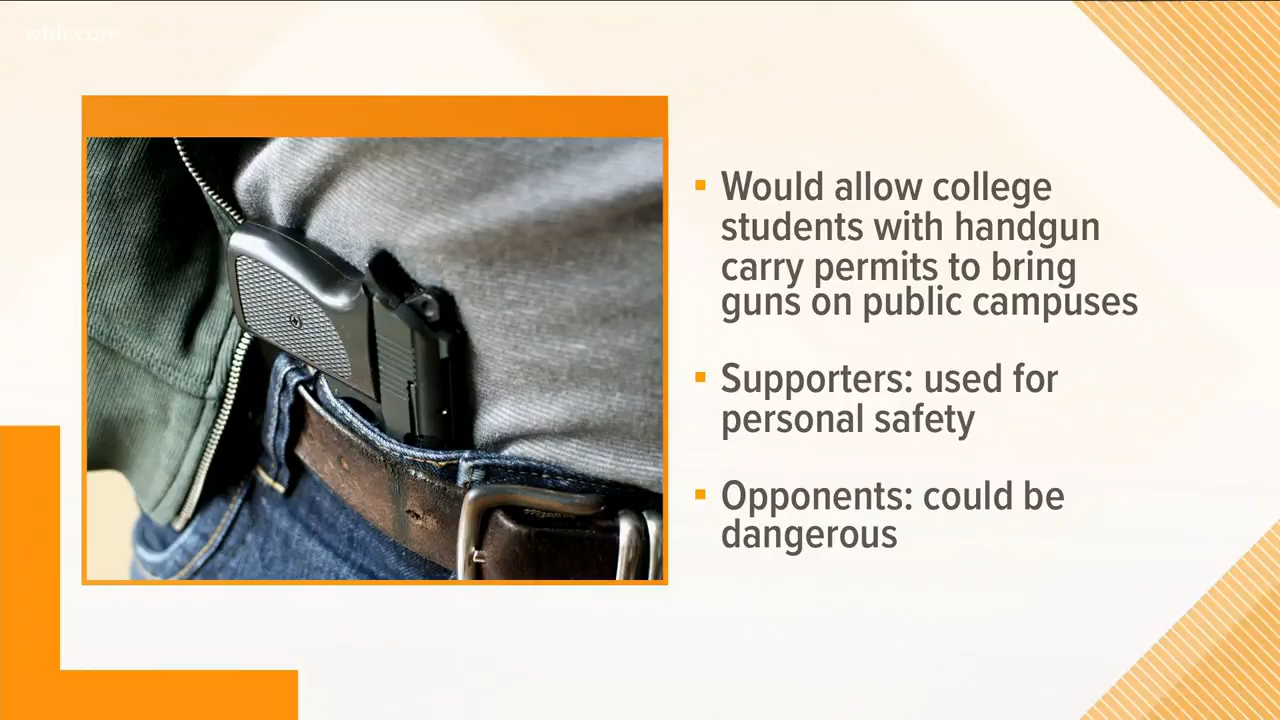 wbir.com
▪ Would allow college
students with handgun
carry permits to bring
guns on public campuses
▪ Supporters: used for
personal safety
▪ Opponents: could be
dangerous